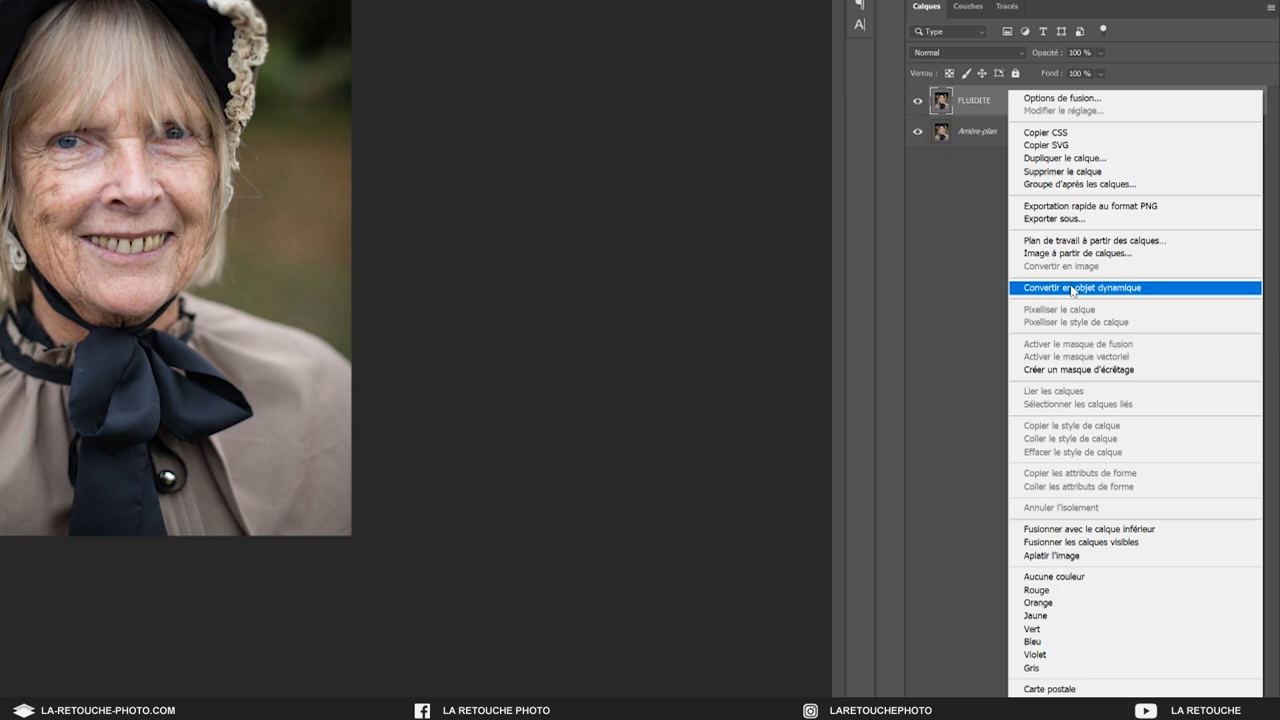 Calques Couches Tracés
A|
Type
Normal Opacité : 100 %
Verrou : Fond : 100 %
FLUIDITE
Arrière-plan
Options de fusion...
Modifier le réglage...
Copier CSS
Copier SVG
Dupliquer le calque...
Supprimer le calque
Groupe d'après les calques...
Exportation rapide au format PNG
Exporter sous...
Plan de travail à partir des calques...
Image à partir de calques...
Convertir en image
Convertir en objet dynamique
Pixelliser le calque
Pixelliser le style de calque
Activer le masque de fusion
Activer le masque vectoriel
Créer un masque d'écrêtage
Lier les calques
Sélectionner les calques liés
Copier le style de calque
Coller le style de calque
Effacer le style de calque
Copier les attributs de forme
Coller les attributs de forme
Annuler l'isolement
Fusionner avec le calque inférieur
Fusionner les calques visibles
Aplatir l'image
Aucune couleur
Rouge
Orange
Jaune
Vert
Bleu
Violet
Gris
Carte postale
LA-RETOUCHE-PHOTO.COM LA RETOUCHE PHOTO LARETOUCHEPHOTO LA RETOUCHE